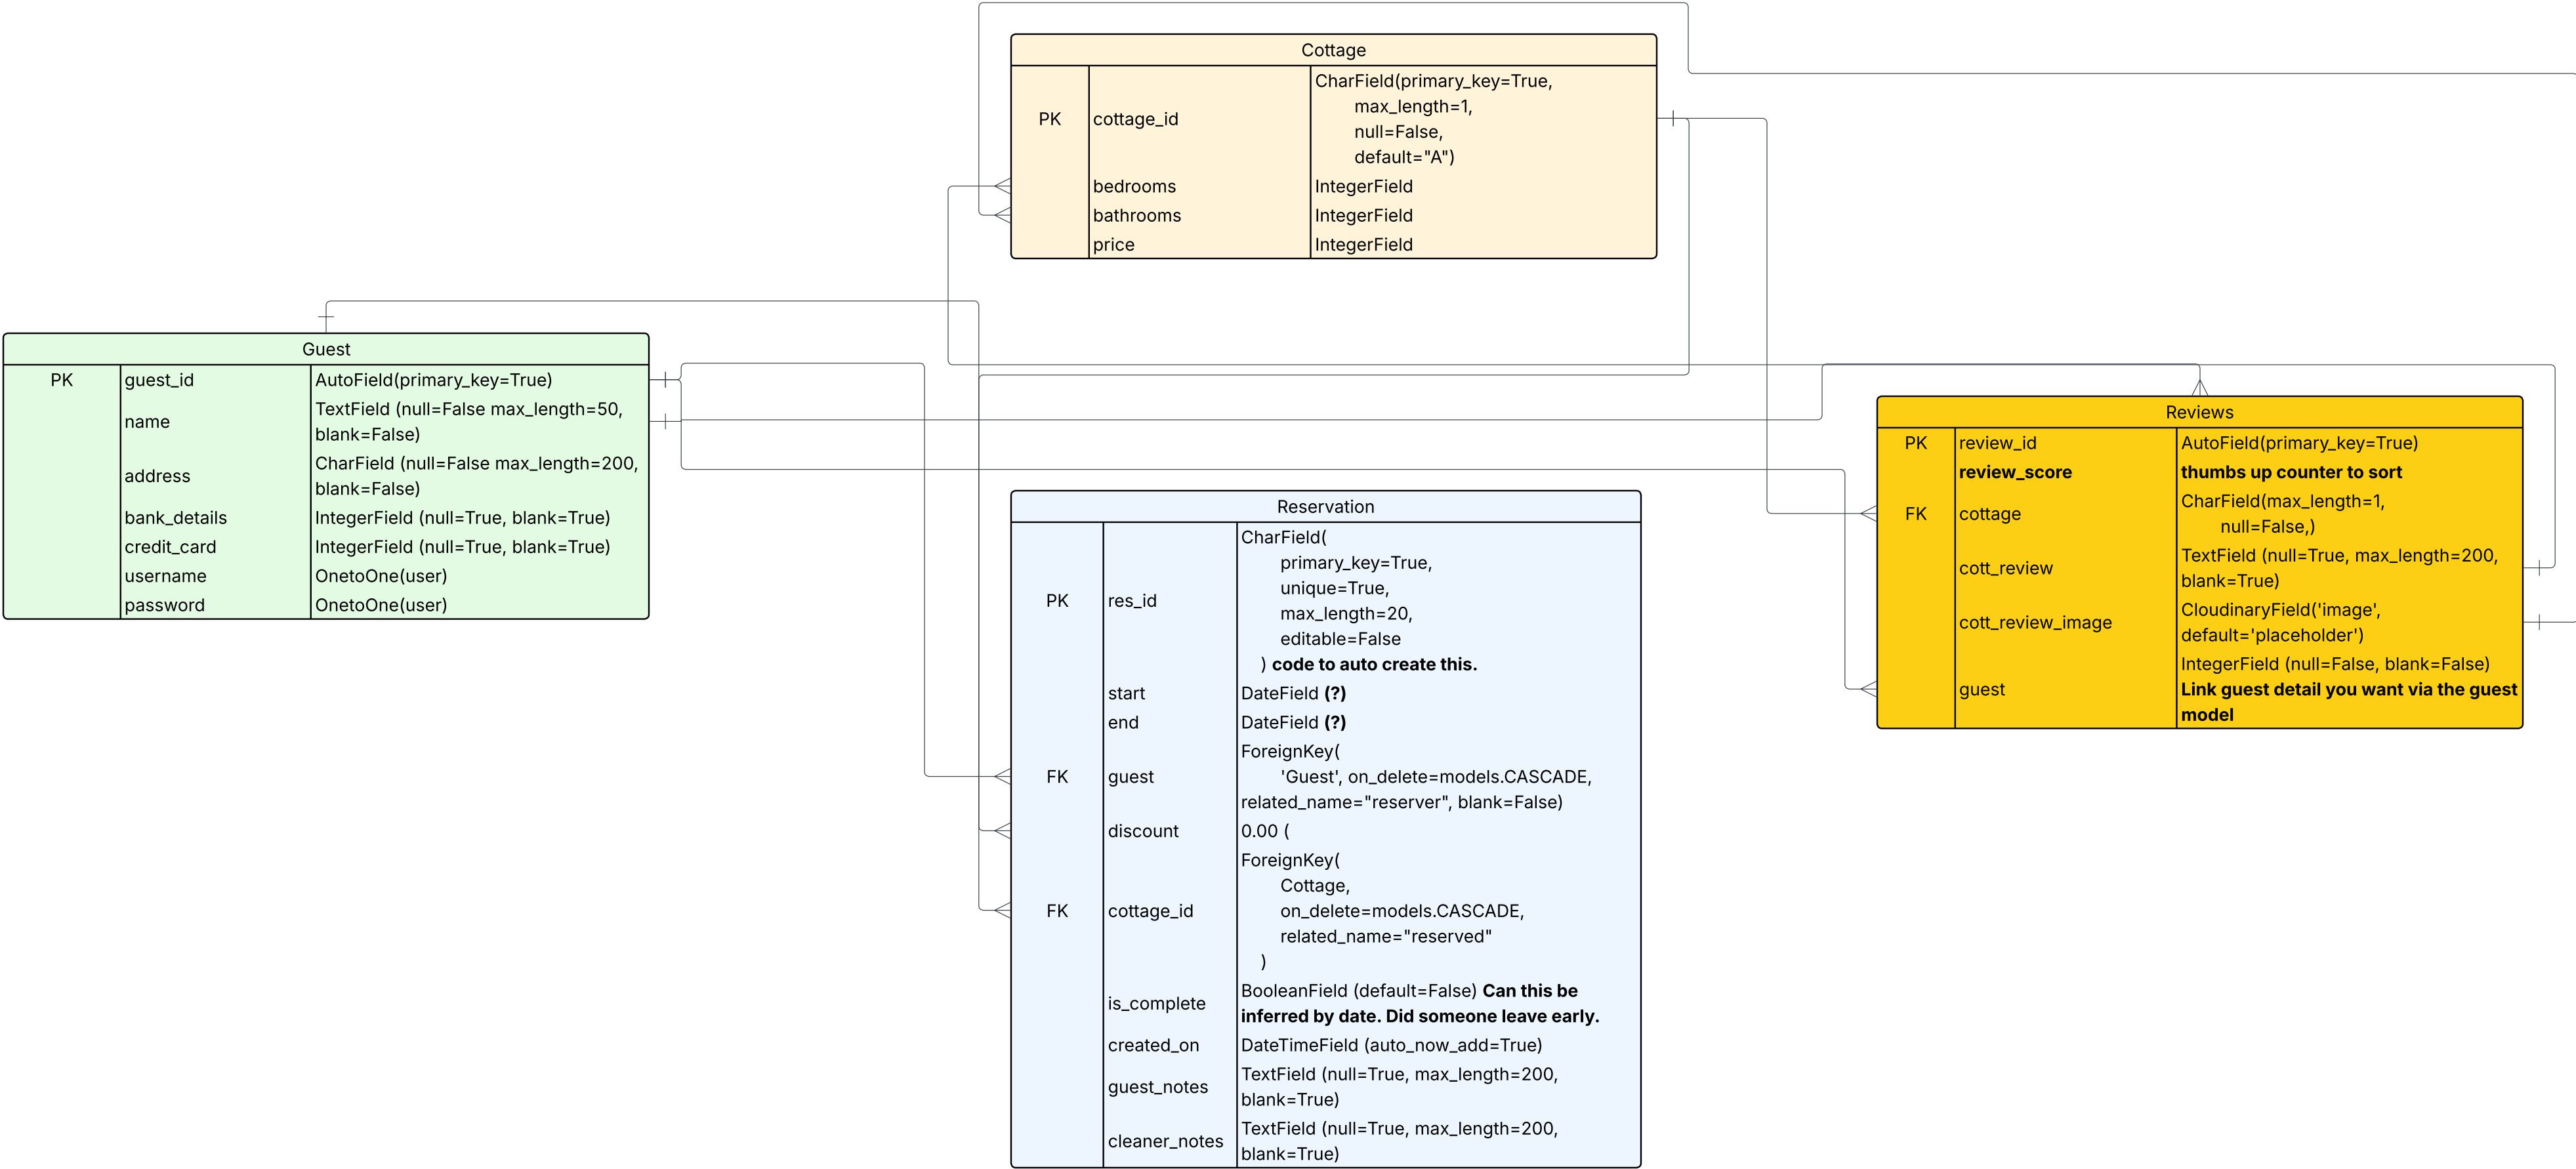 Cottage
PK cottage_id CharField(primary_key=True,
max_length=1,
null=False,
default="A")
bedrooms IntegerField
bathrooms IntegerField
price IntegerField
Guest
PK guest_id AutoField(primary_key=True)
name TextField (null=False max_length=50,
blank=False)
address CharField (null=False max_length=200,
blank=False)
bank_details IntegerField (null=True, blank=True)
credit_card IntegerField (null=True, blank=True)
username OnetoOne(user)
password OnetoOne(user)
Reservation
PK res_id CharField(
primary_key=True,
unique=True,
max_length=20,
editable=False
) code to auto create this.
start DateField (?)
end DateField (?)
FK guest ForeignKey(
'Guest', on_delete=models.CASCADE,
related_name="reserver", blank=False)
discount 0.00 (
FK cottage_id ForeignKey(
Cottage,
on_delete=models.CASCADE,
related_name="reserved"
)
is_complete BooleanField (default=False) Can this be
inferred by date. Did someone leave early.
created_on DateTimeField (auto_now_add=True)
guest_notes TextField (null=True, max_length=200,
blank=True)
cleaner_notes TextField (null=True, max_length=200,
blank=True)
Reviews
PK review_id AutoField(primary_key=True)
review_score thumbs up counter to sort
FK cottage CharField(max_length=1,
null=False,)
cott_review TextField (null=True, max_length=200,
blank=True)
cott_review_image CloudinaryField('image',
default='placeholder')
guest IntegerField (null=False, blank=False)
Link guest detail you want via the guest
model